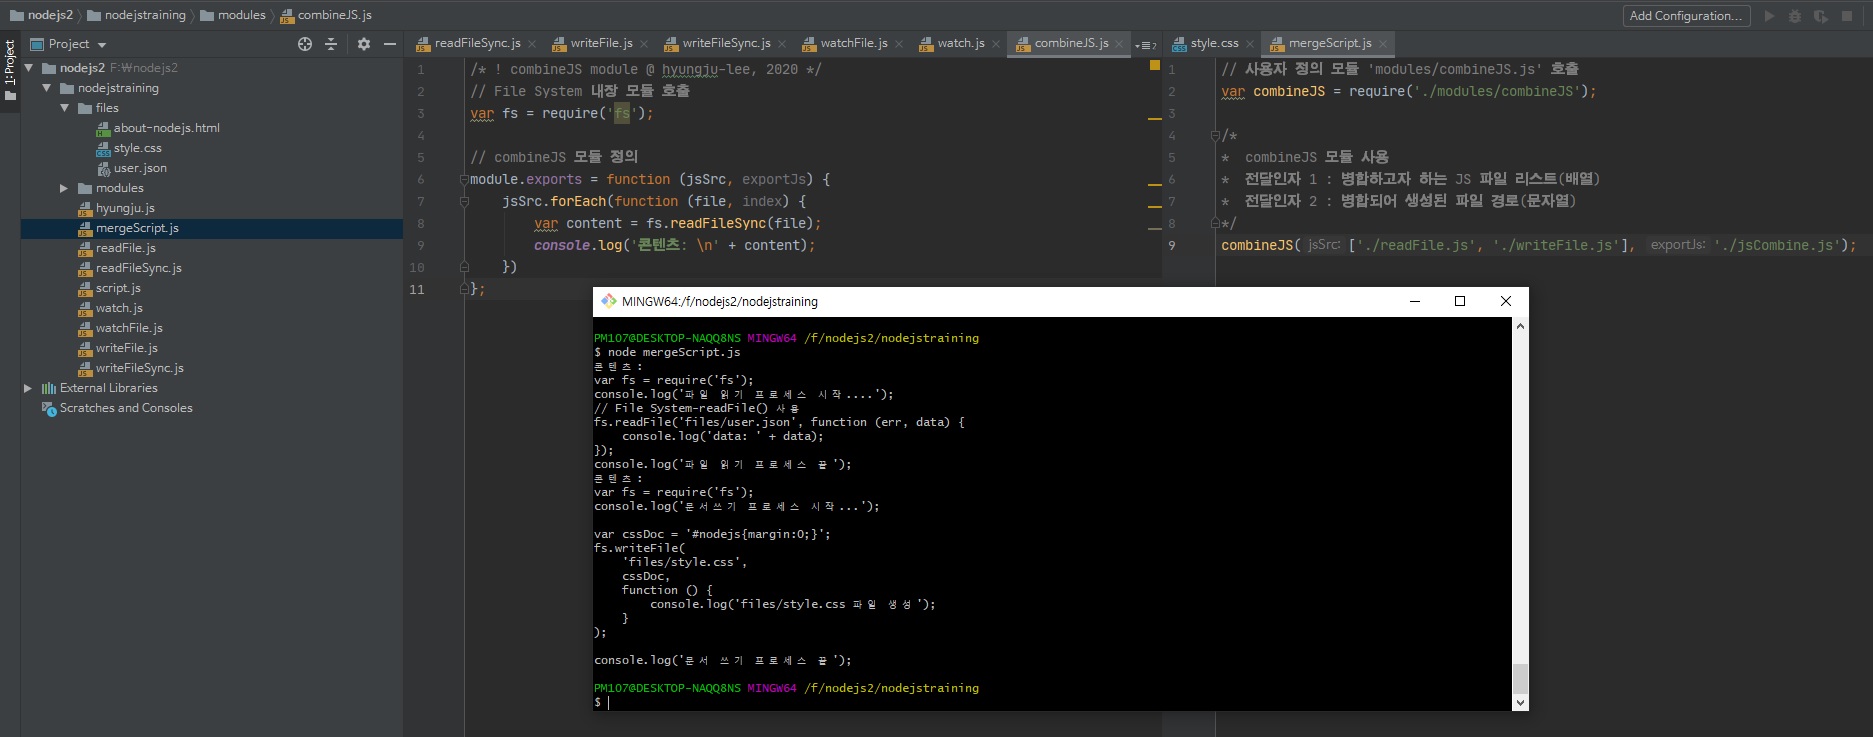 nodejs2 nodejstraining modules combineJS.js
Add Configuration...
1: Project
Project
nodejs2 F:\nodejs2
nodejstraining
files
about-nodejs.html
style.css
user.json
modules
hyungju.js
mergeScript.js
readFile.js
readFileSync.js
script.js
watch.js
watchFile.js
writeFile.js
writeFileSync.js
External Libraries
Scratches and Consoles
readFileSync.js writeFile.js writeFileSync.js watchFile.js watch.js combineJS.js
1 /* ! combineJS module @ hyungju-lee, 2020 */
2 // File System 내장 모듈 호출
3 var fs = require('fs');
4
5 // combineJS 모듈 정의
6 module.exports = function (jsSrc, exportJs) {
7 jsSrc.forEach(function (file, index) {
8 var content = fs.readFileSync(file);
9 console.log('콘텐츠: \n' + content);
10 })
11 };
style.css mergeScript.js
1 // 사용자 정의 모듈 'modules/combineJS.js' 호출
2 var combineJS = require('./modules/combineJS');
3
4 /*
5 * combineJS 모듈 사용
6 * 전달인자 1 : 병합하고자 하는 JS 파일 리스트(배열)
7 * 전달인자 2 : 병합되어 생성된 파일 경로(문자열)
8 */
9 combineJS( jsSrc: ['./readFile.js', './writeFile.js'], exportJs: './jsCombine.js');
MINGW64:/f/nodejs2/nodejstraining
PM107@DESKTOP-NAQQ8NS MINGW64 /f/nodejs2/nodejstraining
$ node mergeScript.js
콘텐츠:
var fs = require('fs');
console.log('파일 읽기 프로세스 시작....');
// File System-readFile() 사용
fs.readFile('files/user.json', function (err, data) {
console.log('data: ' + data);
});
console.log('파일 읽기 프로세스 끝');
콘텐츠:
var fs = require('fs');
console.log('문서쓰기 프로세스 시작...');
var cssDoc = '#nodejs{margin:0;}';
fs.writeFile(
'files/style.css',
cssDoc,
function () {
console.log('files/style.css 파일 생성');
}
);
console.log('문서 쓰기 프로세스 끝');
PM107@DESKTOP-NAQQ8NS MINGW64 /f/nodejs2/nodejstraining
$